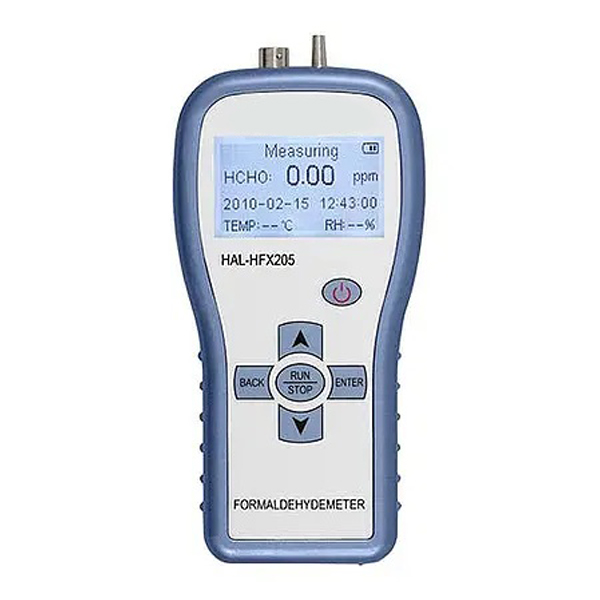 Measuring
HCHO: 0.00 ppm
2010-02-15 12:43:00
TEMP:--℃ RH:--%
HAL-HFX205
BACK RUN STOP ENTER
FORMALDEHYDEMETER